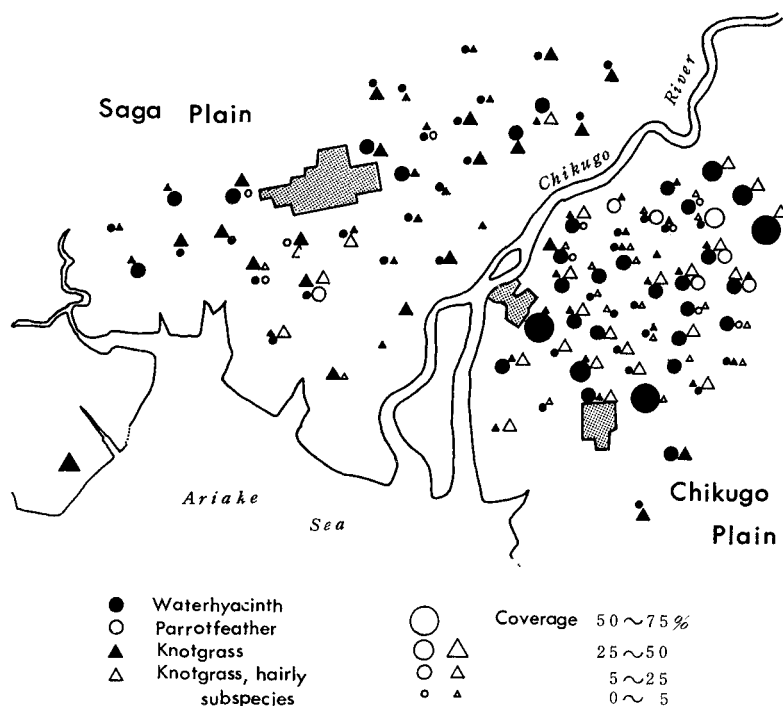 Saga Plain
Chikugo River
Ariake Sea
Chikugo
Plain
Waterhyacinth
Parrotfeather
Knotgrass
Knotgrass, hairly
subspecies
Coverage 50～75%
25～50
5～25
0～5